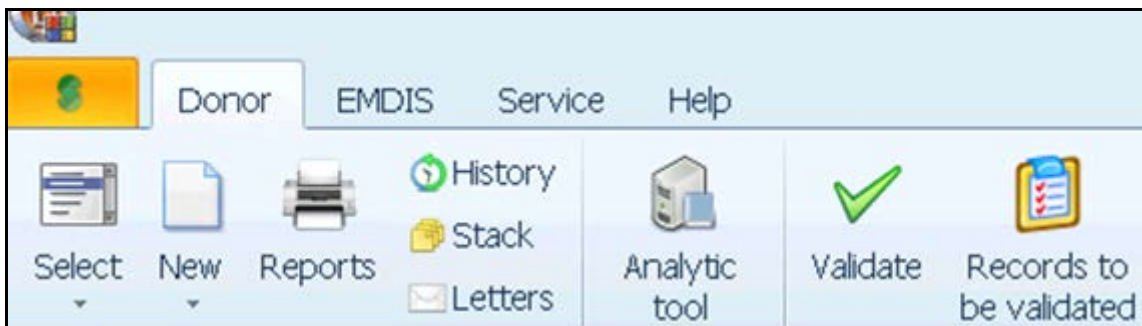 Donor EMDIS Service Help
History
Stack
Letters
Select New Reports
Analytic
tool
Validate
Records to
be validated